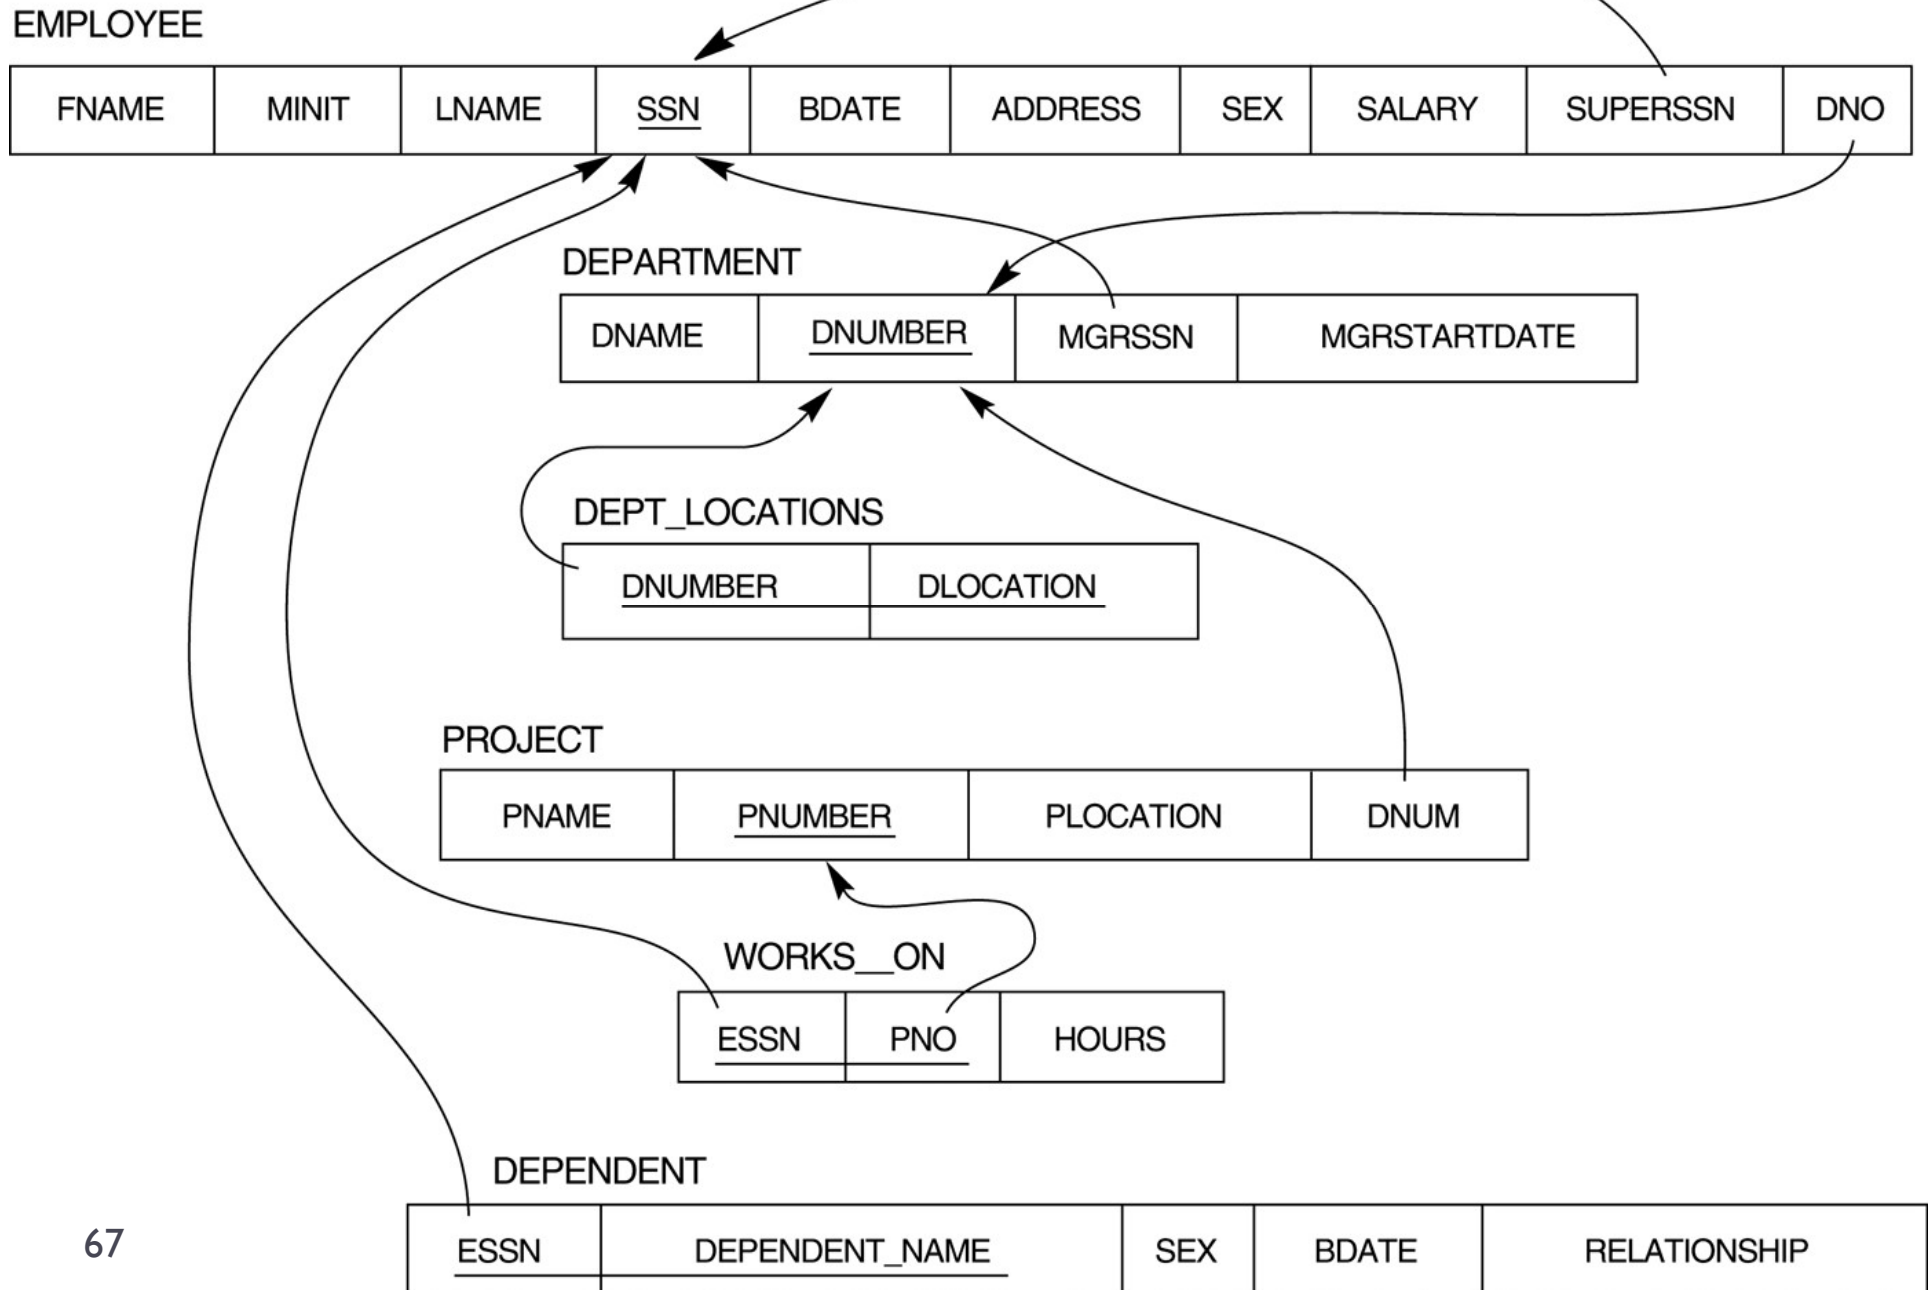 EMPLOYEE
FNAME MINIT LNAME SSN BDATE ADDRESS SEX SALARY SUPERSSN DNO
DEPARTMENT
DNAME DNUMBER MGRSSN MGRSTARTDATE
DEPT_LOCATIONS
DNUMBER DLOCATION
PROJECT
PNAME PNUMBER PLOCATION DNUM
WORKS__ON
ESSN PNO HOURS
DEPENDENT
ESSN DEPENDENT_NAME SEX BDATE RELATIONSHIP
67